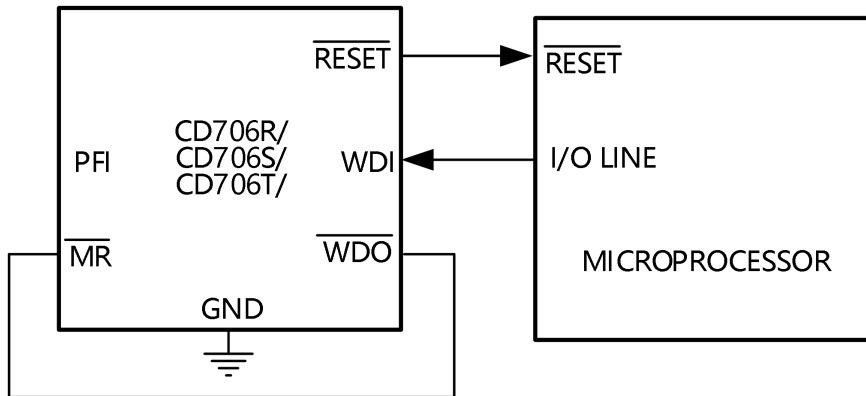 RESET
RESET
CD706R/
CD706S/
CD706T/
PFI
WDI
I/O LINE
MR
WDO
MICROPROCESSOR
GND